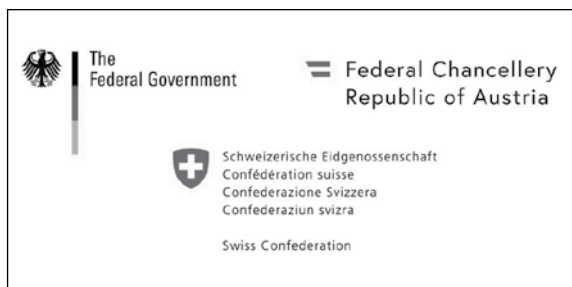 The
Federal Government
Federal Chancellery
Republic of Austria
Schweizerische Eidgenossenschaft
Confédération suisse
Confederazione Svizzera
Confederaziun svizra
Swiss Confederation